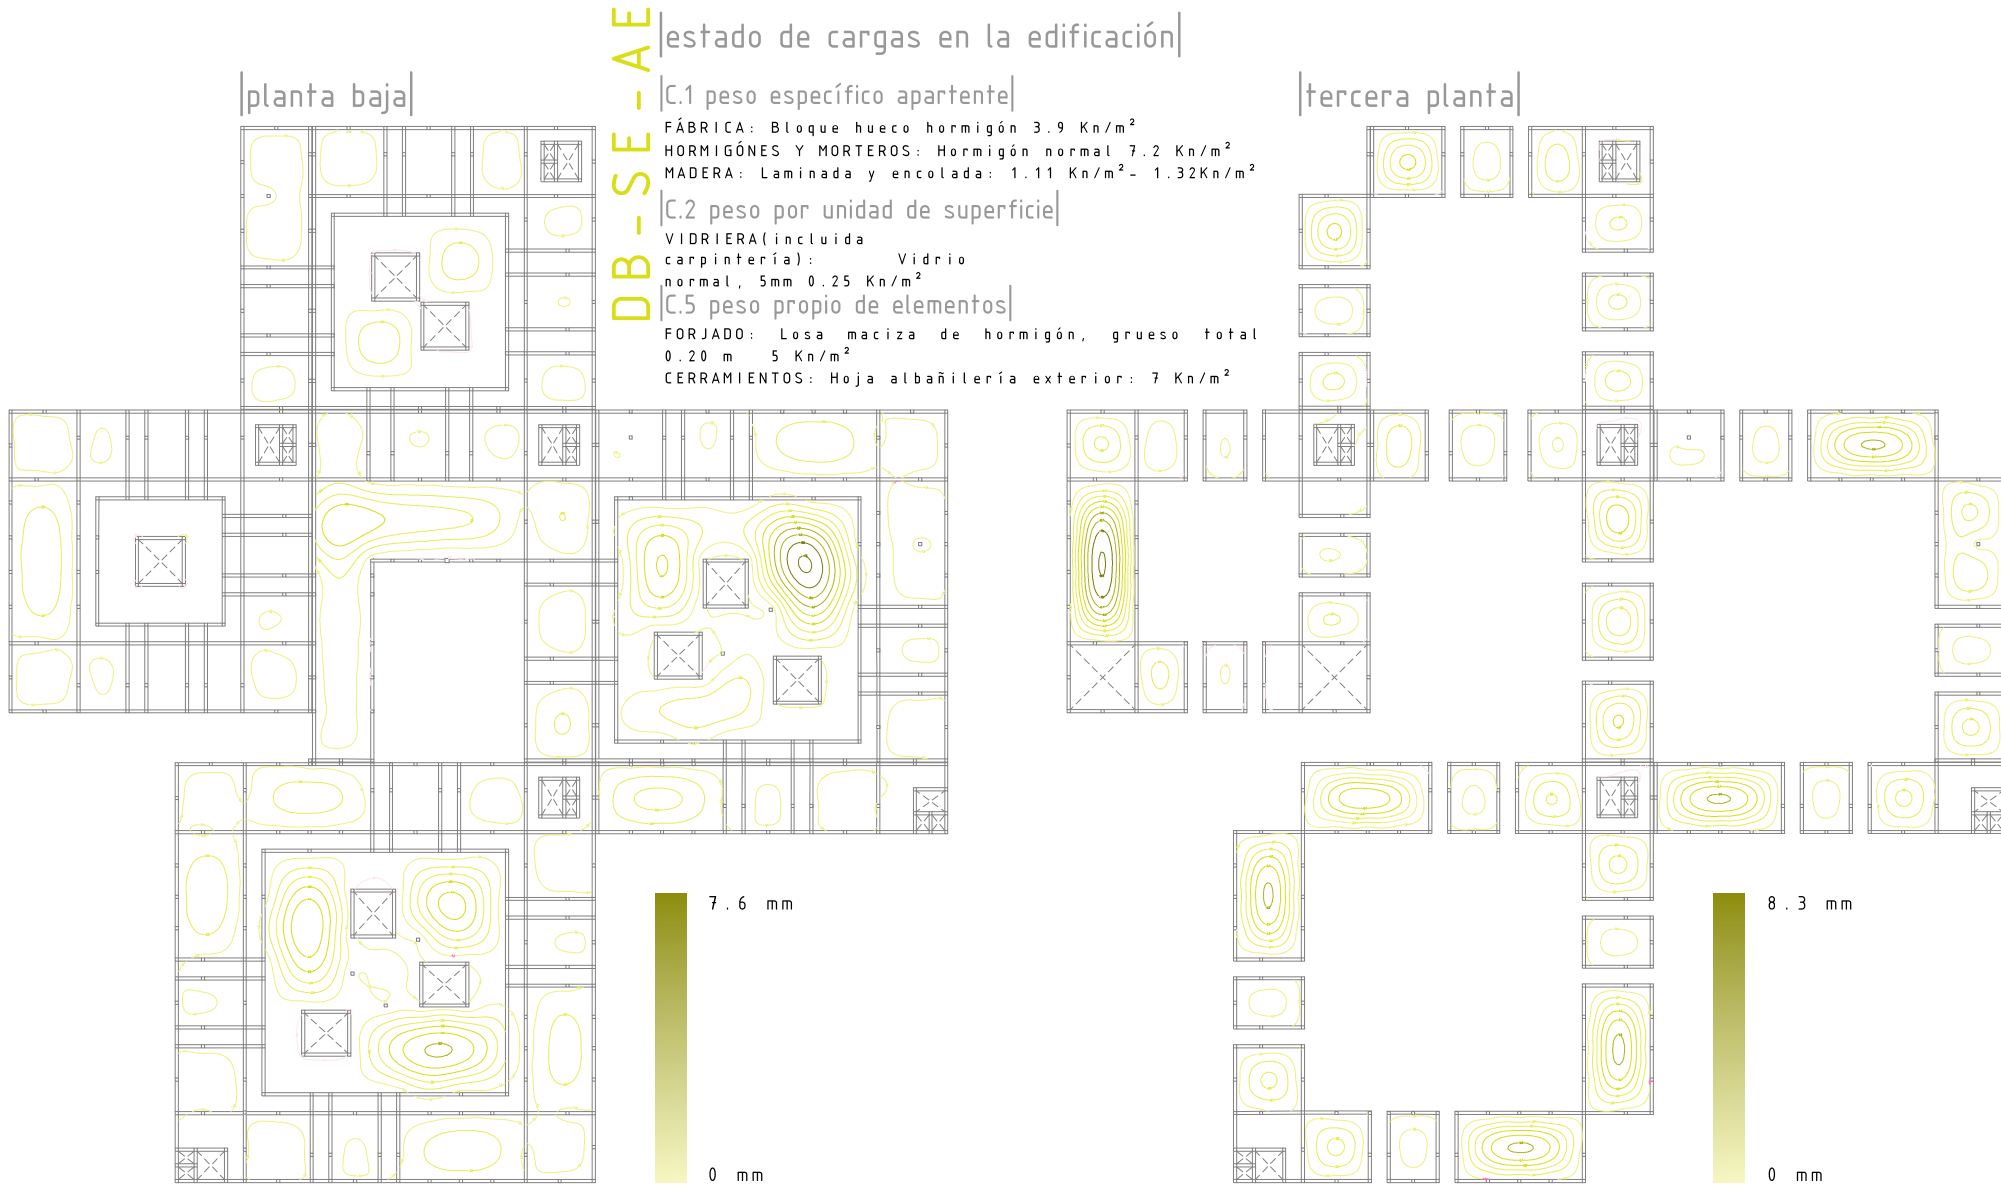 DB-SE-AE
estado de cargas en la edificación
planta baja
C.1 peso específico apartente
tercera planta
FÁBRICA: Bloque hueco hormigón 3.9 Kn/m²
HORMIGÓNES Y MORTEROS: Hormigón normal 7.2 Kn/m²
MADERA: Laminada y encolada: 1.11 Kn/m²- 1.32Kn/m²
C.2 peso por unidad de superficie
VIDRIERA(incluida
carpintería): Vidrio
normal, 5mm 0.25 Kn/m²
C.5 peso propio de elementos
FORJADO: Losa maciza de hormigón, grueso total
0.20 m 5 Kn/m²
CERRAMIENTOS: Hoja albañilería exterior: 7 Kn/m²
7.6 mm
8.3 mm
0 mm
0 mm